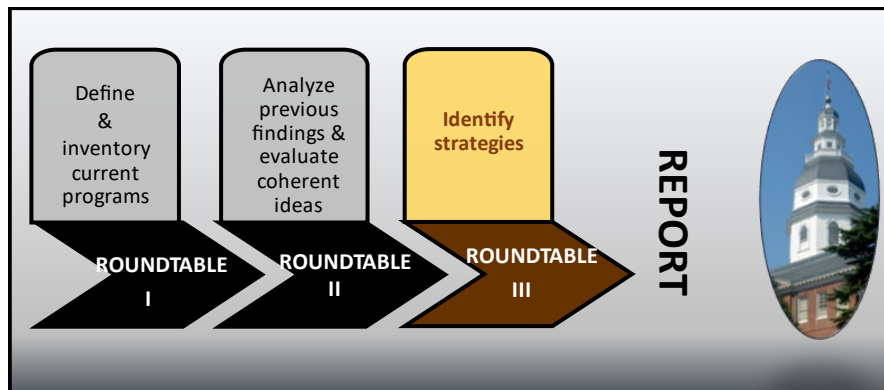 Define
&
inventory
current
programs
Analyze
previous
findings &
evaluate
coherent
ideas
Identify
strategies
ROUNDTABLE
I
ROUNDTABLE
II
ROUNDTABLE
III
REPORT